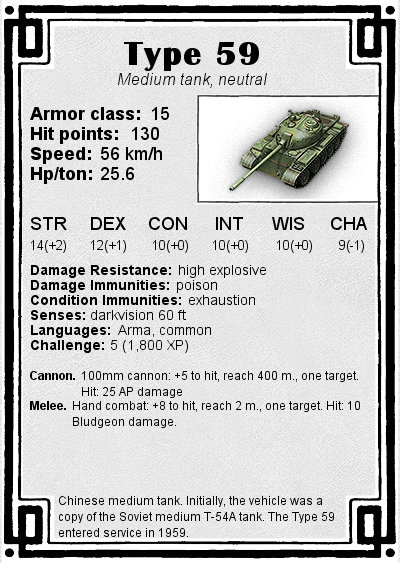 Type 59
Medium tank, neutral
Armor class: 15
Hit points: 130
Speed: 56 km/h
Hp/ton: 25.6
STR DEX CON INT WIS CHA
14(+2) 12(+1) 10(+0) 10(+0) 10(+0) 9(-1)
Damage Resistance: high explosive
Damage Immunities: poison
Condition Immunities: exhaustion
Senses: darkvision 60 ft
Languages: Arma, common
Challenge: 5 (1,800 XP)
Cannon. 100mm cannon: +5 to hit, reach 400 m., one target.
Hit: 25 AP damage
Melee. Hand combat: +8 to hit, reach 2 m., one target. Hit: 10
Bludgeon damage.
Chinese medium tank. Initially, the vehicle was a
copy of the Soviet medium T-54A tank. The Type 59
entered service in 1959.